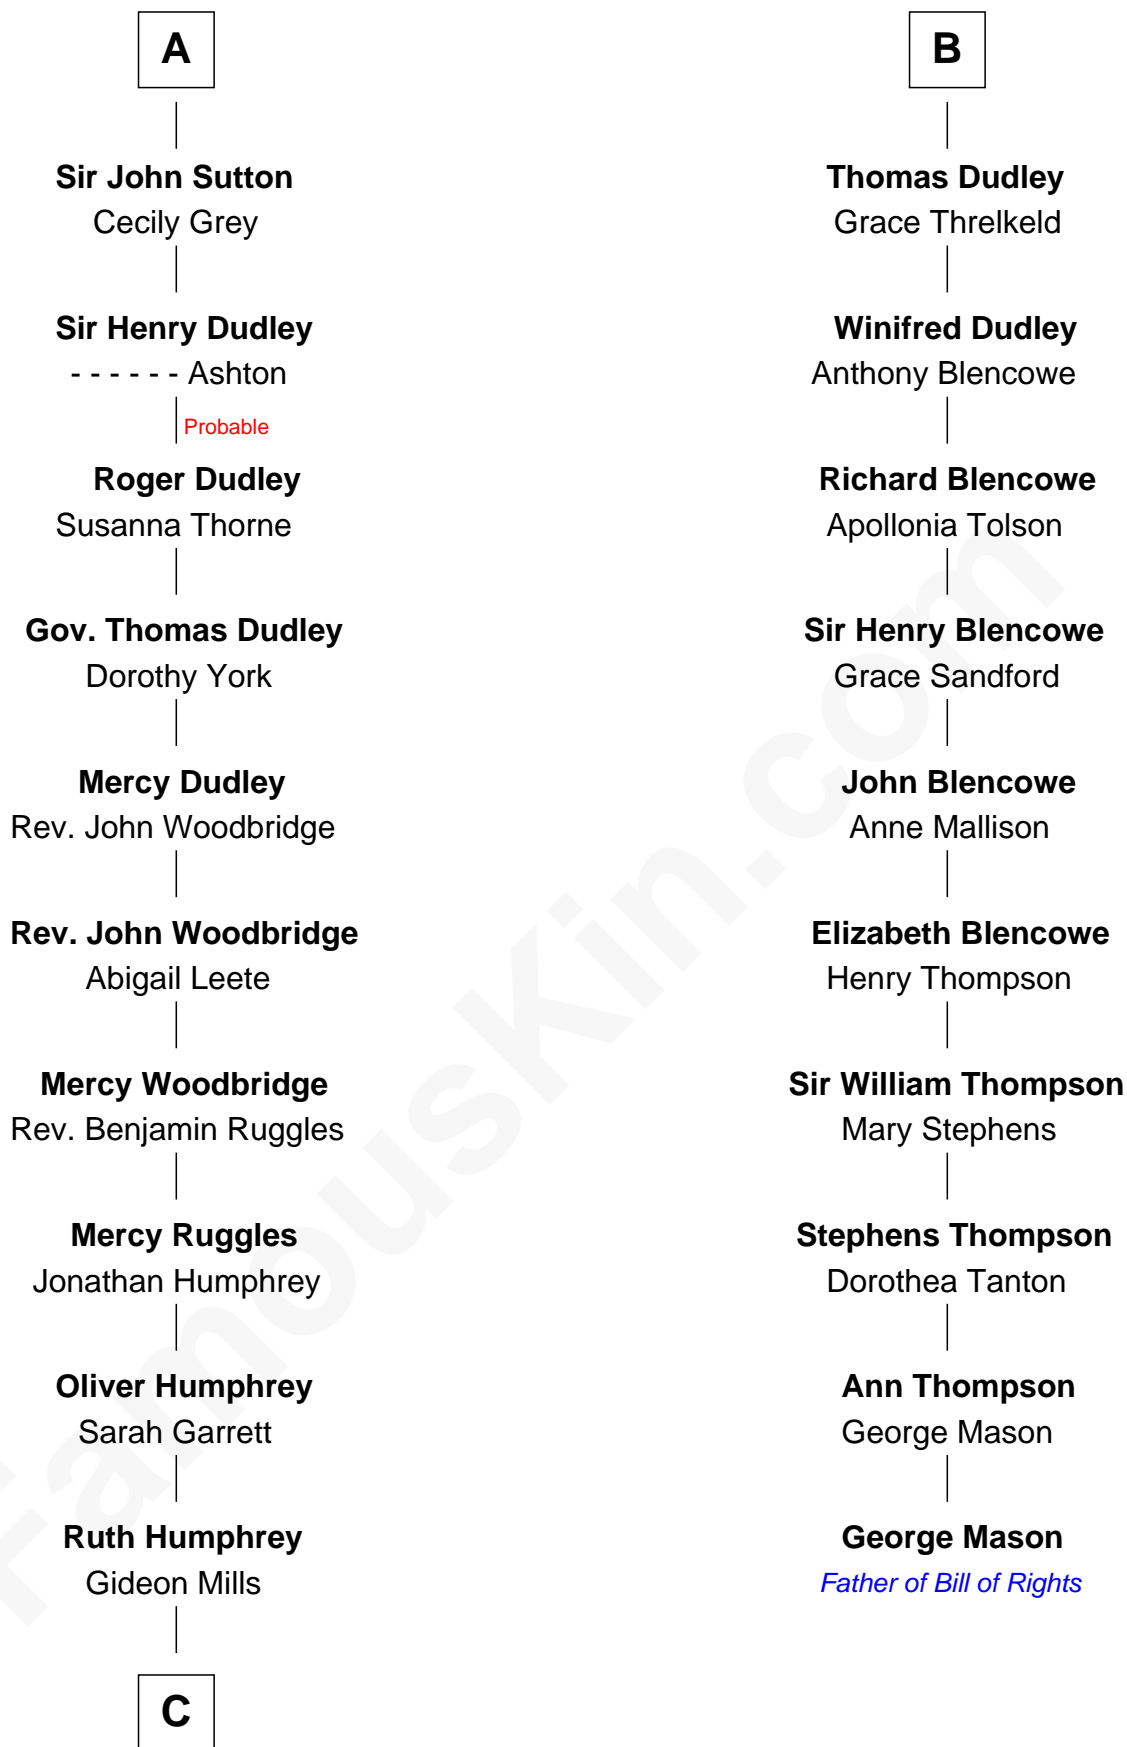 A
Sir John Sutton
Cecily Grey
Sir Henry Dudley
- - - - - - Ashton
Probable
Roger Dudley
Susanna Thorne
Gov. Thomas Dudley
Dorothy York
Mercy Dudley
Rev. John Woodbridge
Rev. John Woodbridge
Abigail Leete
Mercy Woodbridge
Rev. Benjamin Ruggles
Mercy Ruggles
Jonathan Humphrey
Oliver Humphrey
Sarah Garrett
Ruth Humphrey
Gideon Mills
C
B
Thomas Dudley
Grace Threlkeld
Winifred Dudley
Anthony Blencowe
Richard Blencowe
Apollonia Tolson
Sir Henry Blencowe
Grace Sandford
John Blencowe
Anne Mallison
Elizabeth Blencowe
Henry Thompson
Sir William Thompson
Mary Stephens
Stephens Thompson
Dorothea Tanton
Ann Thompson
George Mason
George Mason
Father of Bill of Rights
FamousKin.com